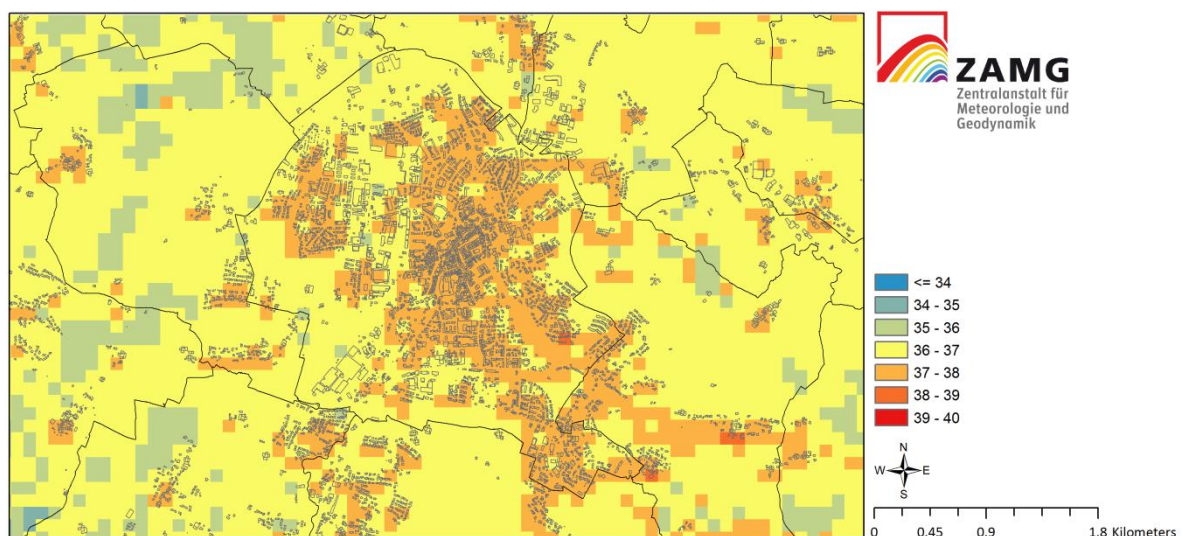 ZAMG
Zentralanstalt für
Meteorologie und
Geodynamik
<= 34
34 - 35
35 - 36
36 - 37
37 - 38
38 - 39
39 - 40
N
W E
S
0 0.45 0.9 1.8 Kilometers